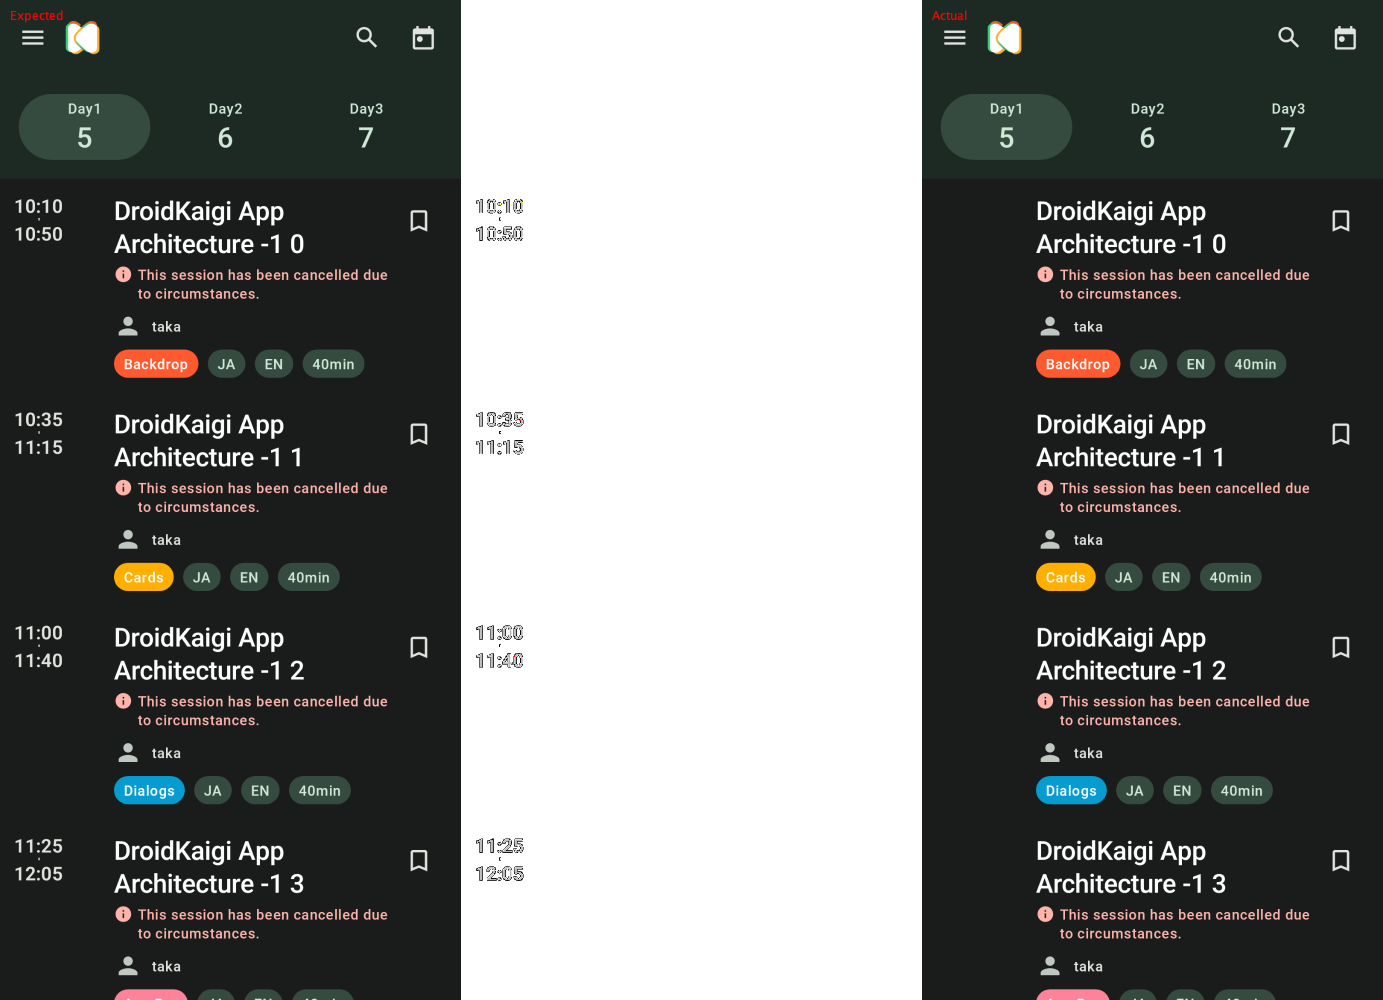 Expected
Day1
5
Day2
6
Day3
7
10:10
10:50
DroidKaigi App
Architecture -1 0
This session has been cancelled due
to circumstances.
taka
Backdrop JA EN 40min
10:35
11:15
DroidKaigi App
Architecture -1 1
This session has been cancelled due
to circumstances.
taka
Cards JA EN 40min
11:00
11:40
DroidKaigi App
Architecture -1 2
This session has been cancelled due
to circumstances.
taka
Dialogs JA EN 40min
11:25
12:05
DroidKaigi App
Architecture -1 3
This session has been cancelled due
to circumstances.
taka
10:10
10:50
10:35
11:15
11:00
11:40
11:25
12:05
Actual
Day1
5
Day2
6
Day3
7
DroidKaigi App
Architecture -1 0
This session has been cancelled due
to circumstances.
taka
Backdrop JA EN 40min
DroidKaigi App
Architecture -1 1
This session has been cancelled due
to circumstances.
taka
Cards JA EN 40min
DroidKaigi App
Architecture -1 2
This session has been cancelled due
to circumstances.
taka
Dialogs JA EN 40min
DroidKaigi App
Architecture -1 3
This session has been cancelled due
to circumstances.
taka